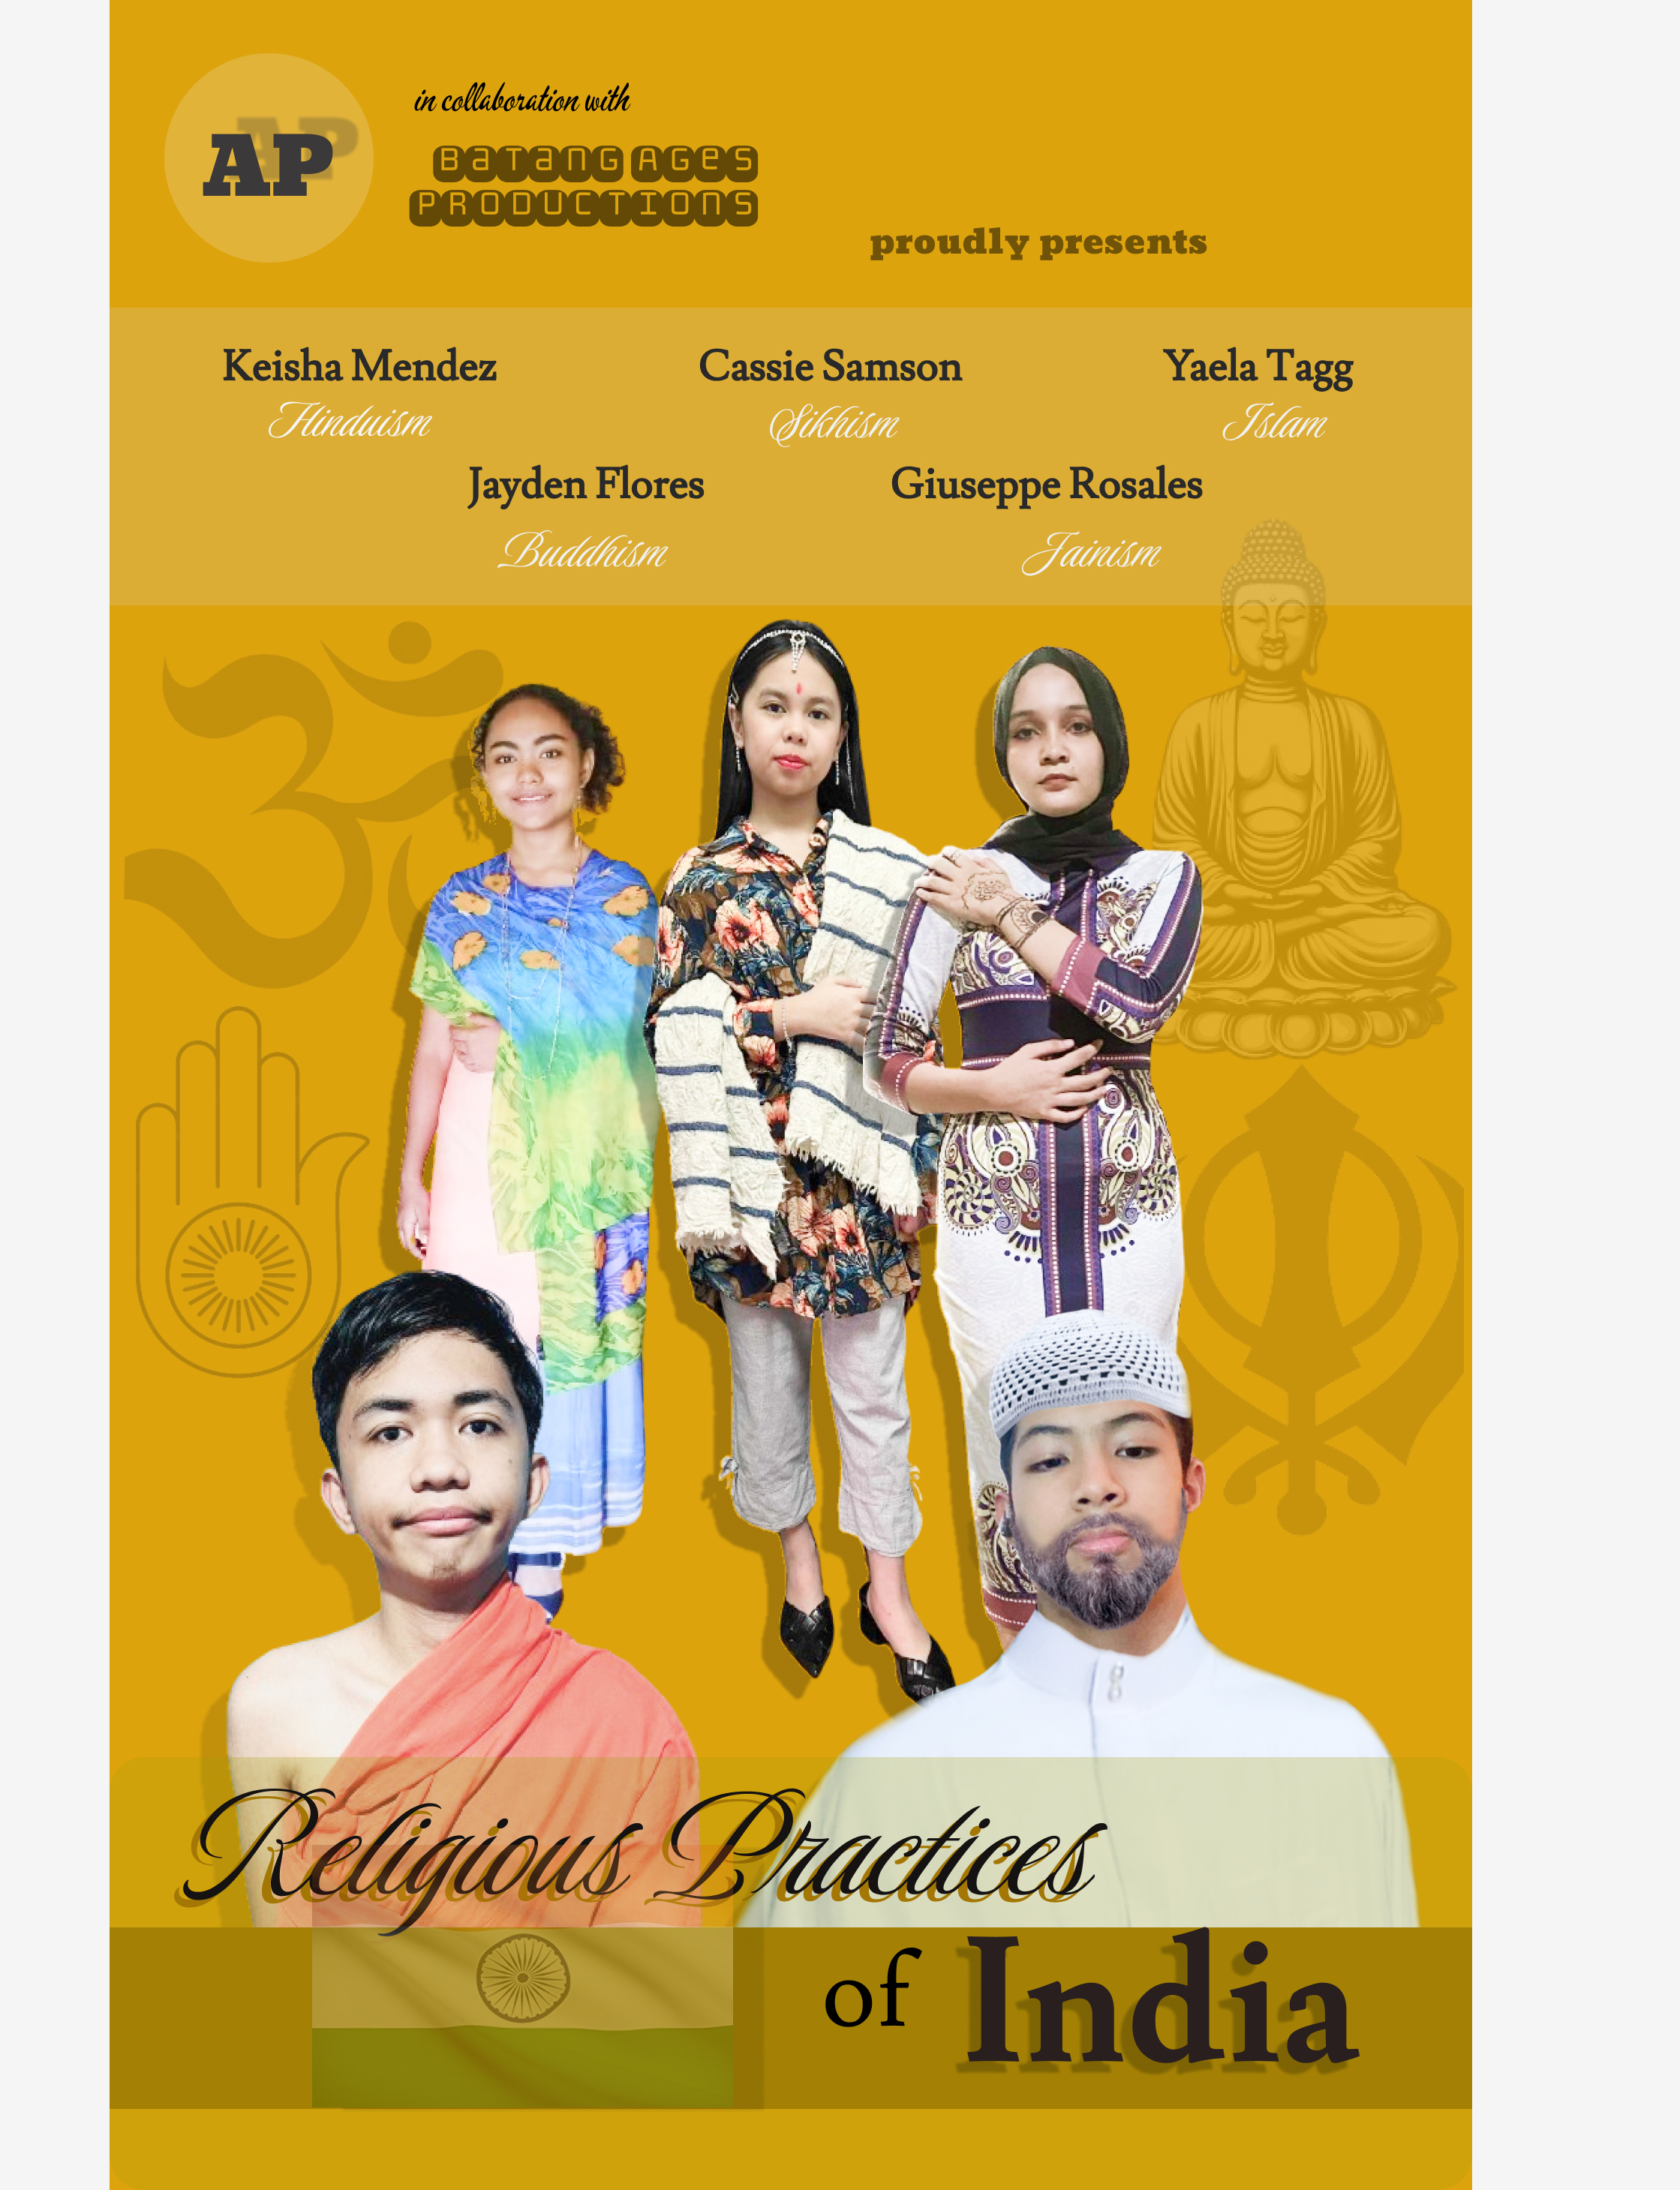 AP
in collaboration with
BaTanG AGeS
PRODUCTIONS
proudly presents
Keisha Mendez Cassie Samson Yaela Tagg
Hinduism Sikhism Islam
Jayden Flores Giuseppe Rosales
Buddhism Jainism
Religious Practices
of India